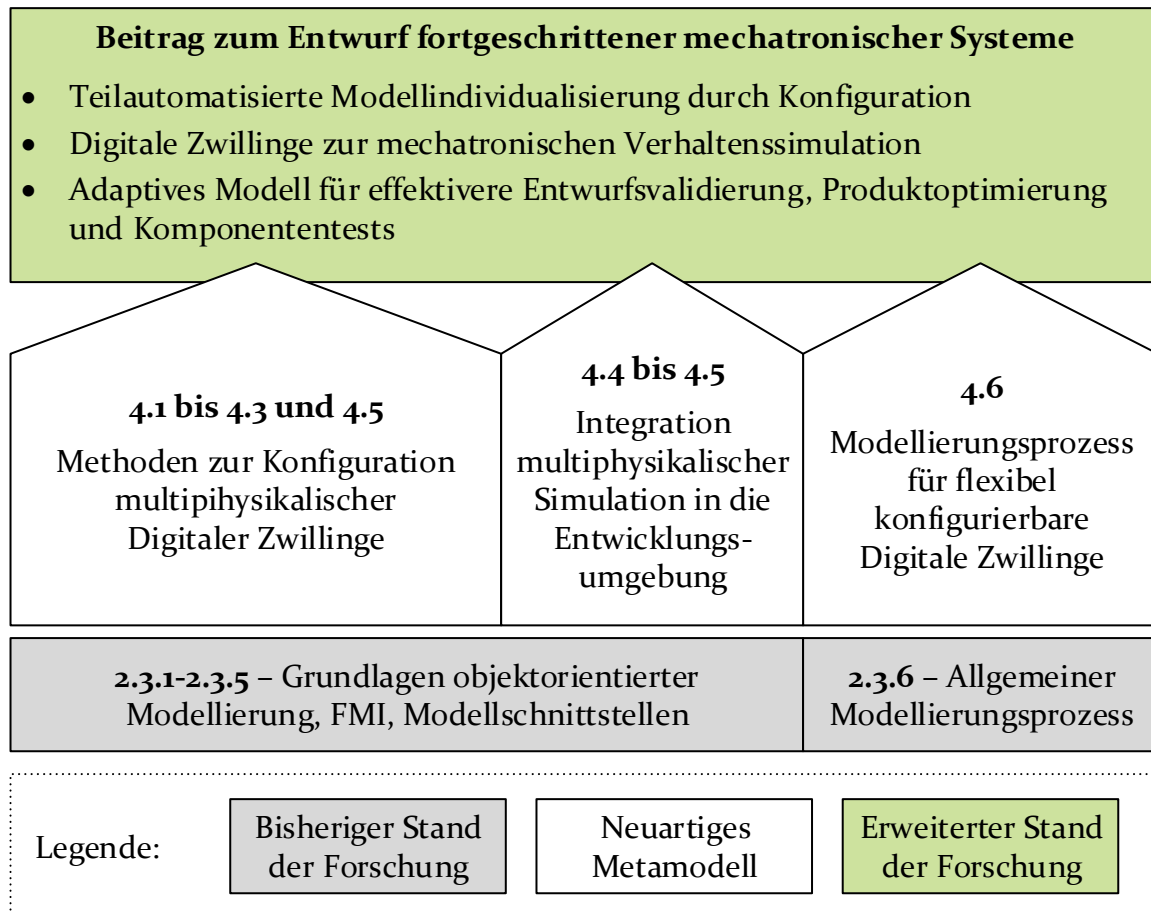 Beitrag zum Entwurf fortgeschrittener mechatronischer Systeme
• Teilautomatisierte Modellindividualisierung durch Konfiguration
• Digitale Zwillinge zur mechatronischen Verhaltenssimulation
• Adaptives Modell für effektivere Entwurfsvalidierung, Produktoptimierung
und Komponententests
4.1 bis 4.3 und 4.5
Methoden zur Konfiguration
multipihysikalischer
Digitaler Zwillinge
4.4 bis 4.5
Integration
multiphysikalischer
Simulation in die
Entwicklungs-
umgebung
4.6
Modellierungsprozess
für flexibel
konfigurierbare
Digitale Zwillinge
2.3.1-2.3.5 – Grundlagen objektorientierter
Modellierung, FMI, Modellschnittstellen
2.3.6 – Allgemeiner
Modellierungsprozess
Legende:
Bisheriger Stand
der Forschung
Neuartiges
Metamodell
Erweiterter Stand
der Forschung